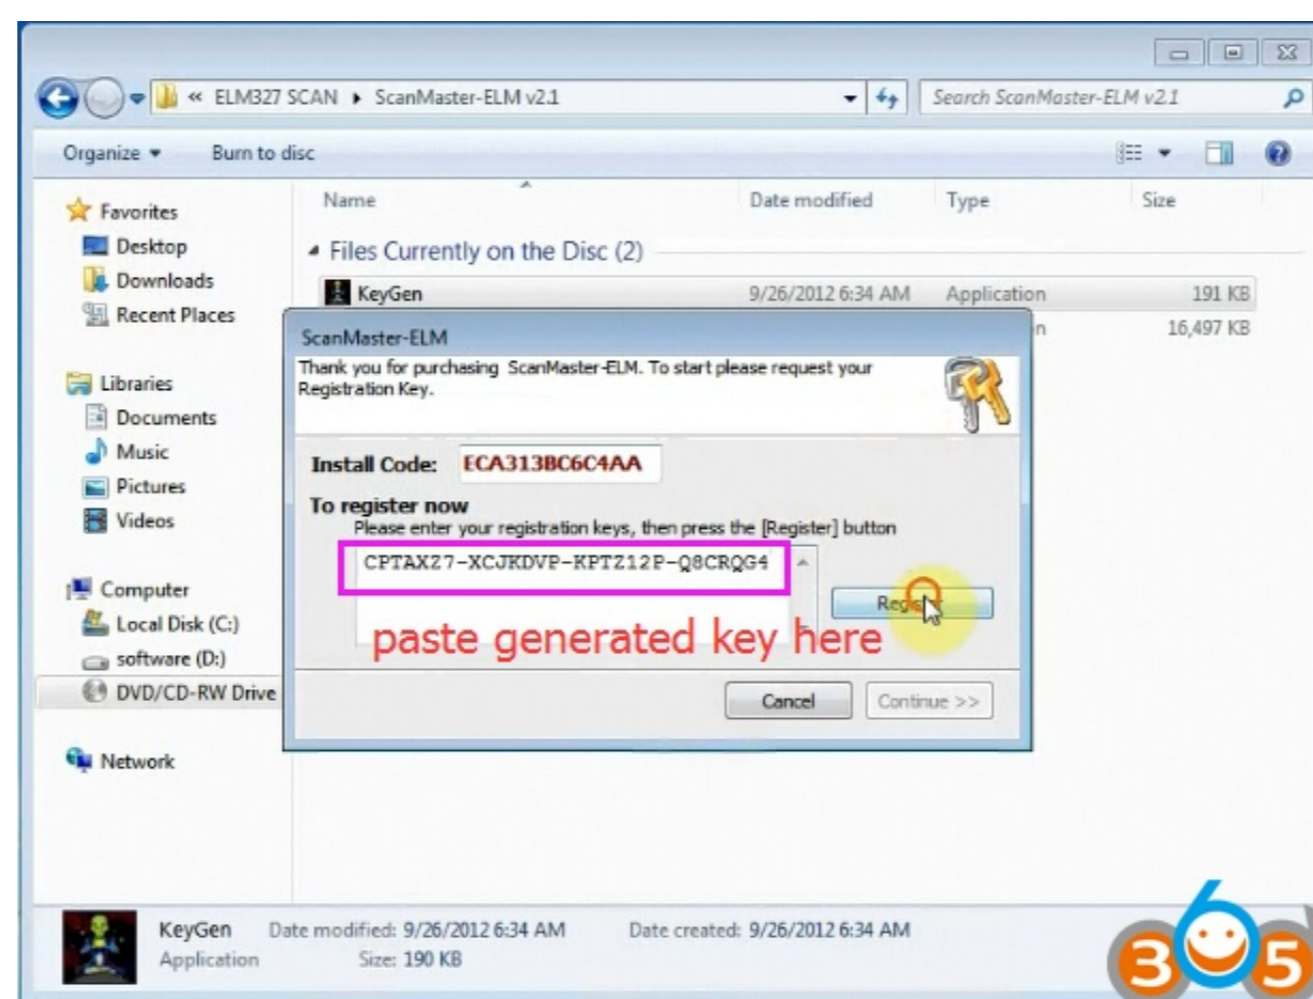 « ELM327 SCAN ▸ ScanMaster-ELM v2.1
Search ScanMaster-ELM v2.1
Organize
Burn to disc
Name
Date modified
Type
Size
Favorites
Desktop
Downloads
Recent Places
Libraries
Documents
Music
Pictures
Videos
Computer
Local Disk (C:)
software (D:)
DVD/CD-RW Drive
Network
Files Currently on the Disc (2)
KeyGen 9/26/2012 6:34 AM Application 191 KB
16,497 KB
ScanMaster-ELM
Thank you for purchasing ScanMaster-ELM. To start please request your
Registration Key.
Install Code: ECA313BC6C4AA
To register now
Please enter your registration keys, then press the [Register] button
CPTAXZ7-XCJKDVP-KPTZ12P-Q8CRQG4
Register
paste generated key here
Cancel
Continue >>
KeyGen Date modified: 9/26/2012 6:34 AM Date created: 9/26/2012 6:34 AM
Application Size: 190 KB
365